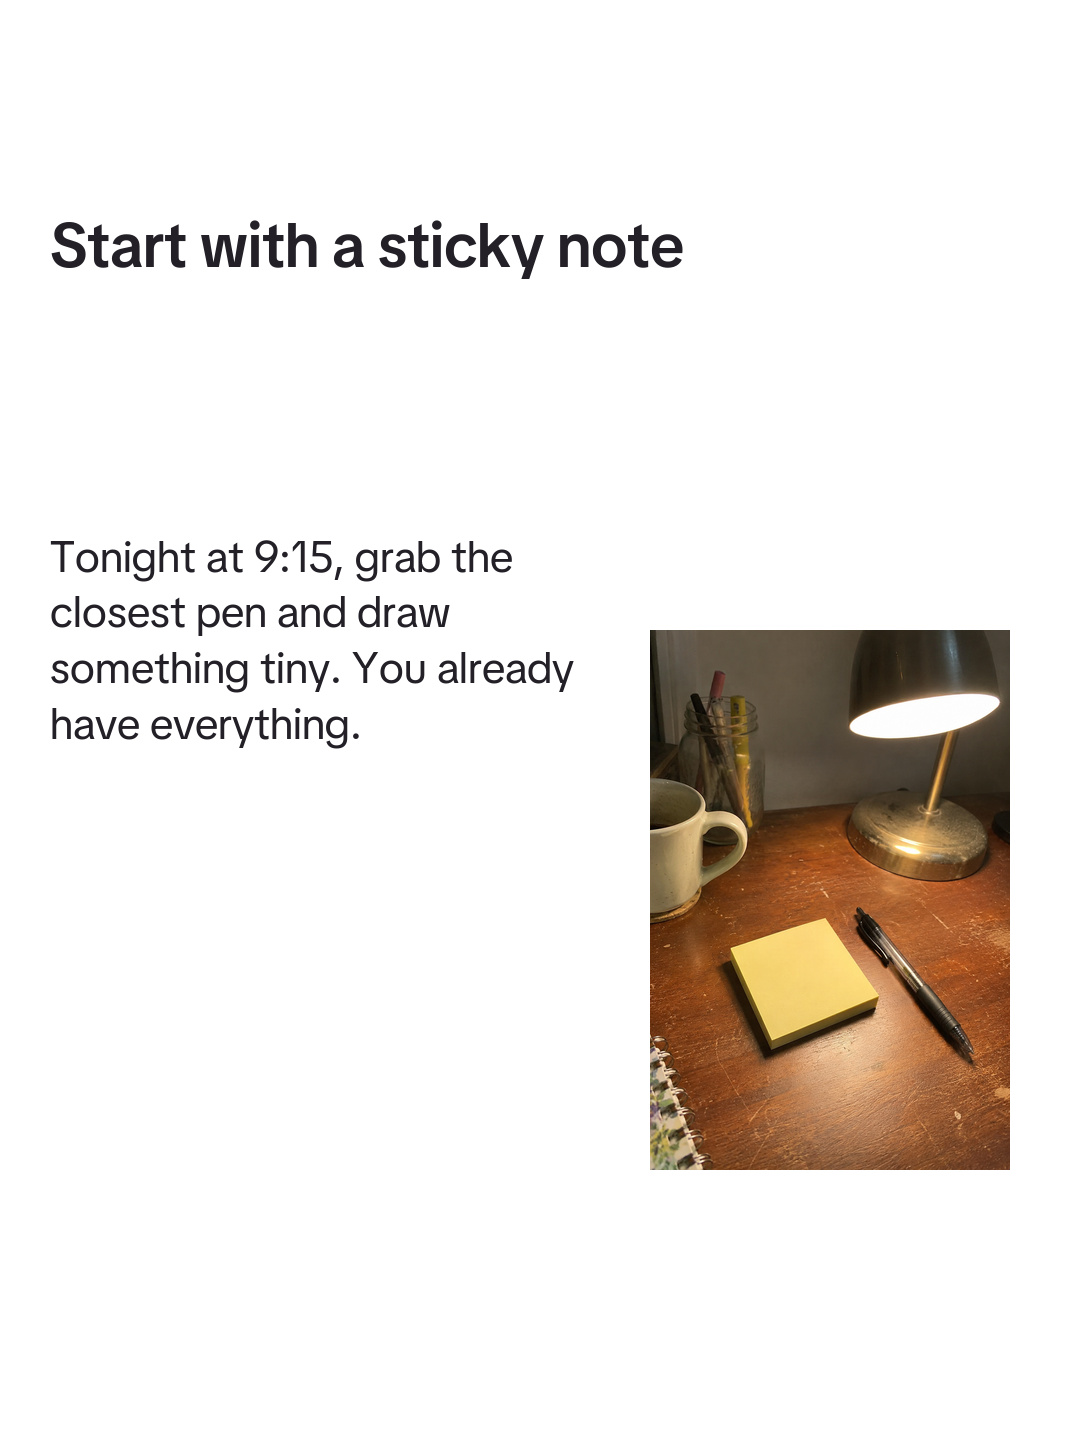 Start with a sticky note
Tonight at 9:15, grab the
closest pen and draw
something tiny. You already
have everything.